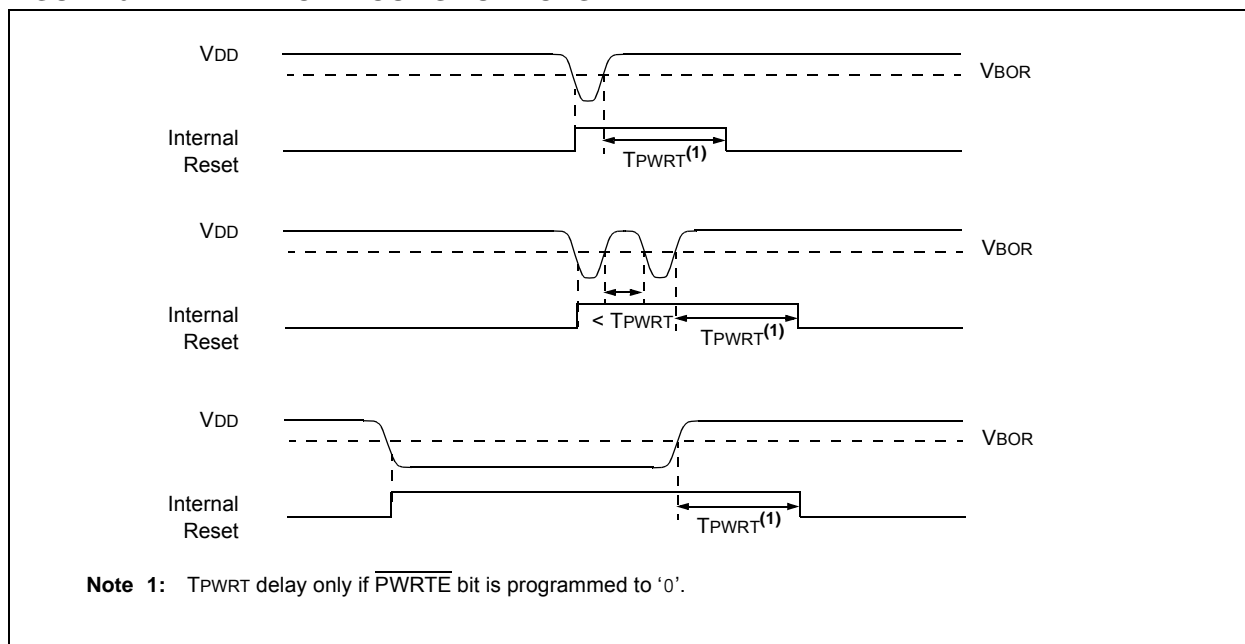 VDD
VBOR
Internal
Reset
TPWRT(1)
VDD
VBOR
Internal
Reset
< TPWRT
TPWRT(1)
VDD
VBOR
Internal
Reset
TPWRT(1)
Note 1: TPWRT delay only if PWRTE bit is programmed to ‘0’.